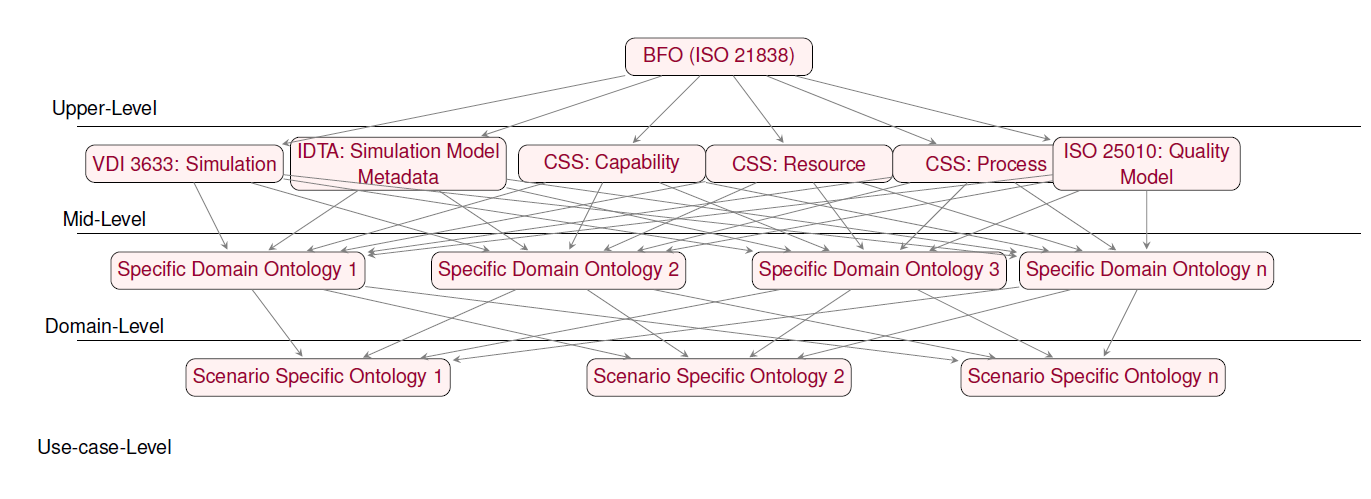 BFO (ISO 21838)
Upper-Level
VDI 3633: Simulation
IDTA: Simulation Model
Metadata
CSS: Capability
CSS: Resource
CSS: Process
ISO 25010: Quality
Model
Mid-Level
Specific Domain Ontology 1
Specific Domain Ontology 2
Specific Domain Ontology 3
Specific Domain Ontology n
Domain-Level
Scenario Specific Ontology 1
Scenario Specific Ontology 2
Scenario Specific Ontology n
Use-case-Level